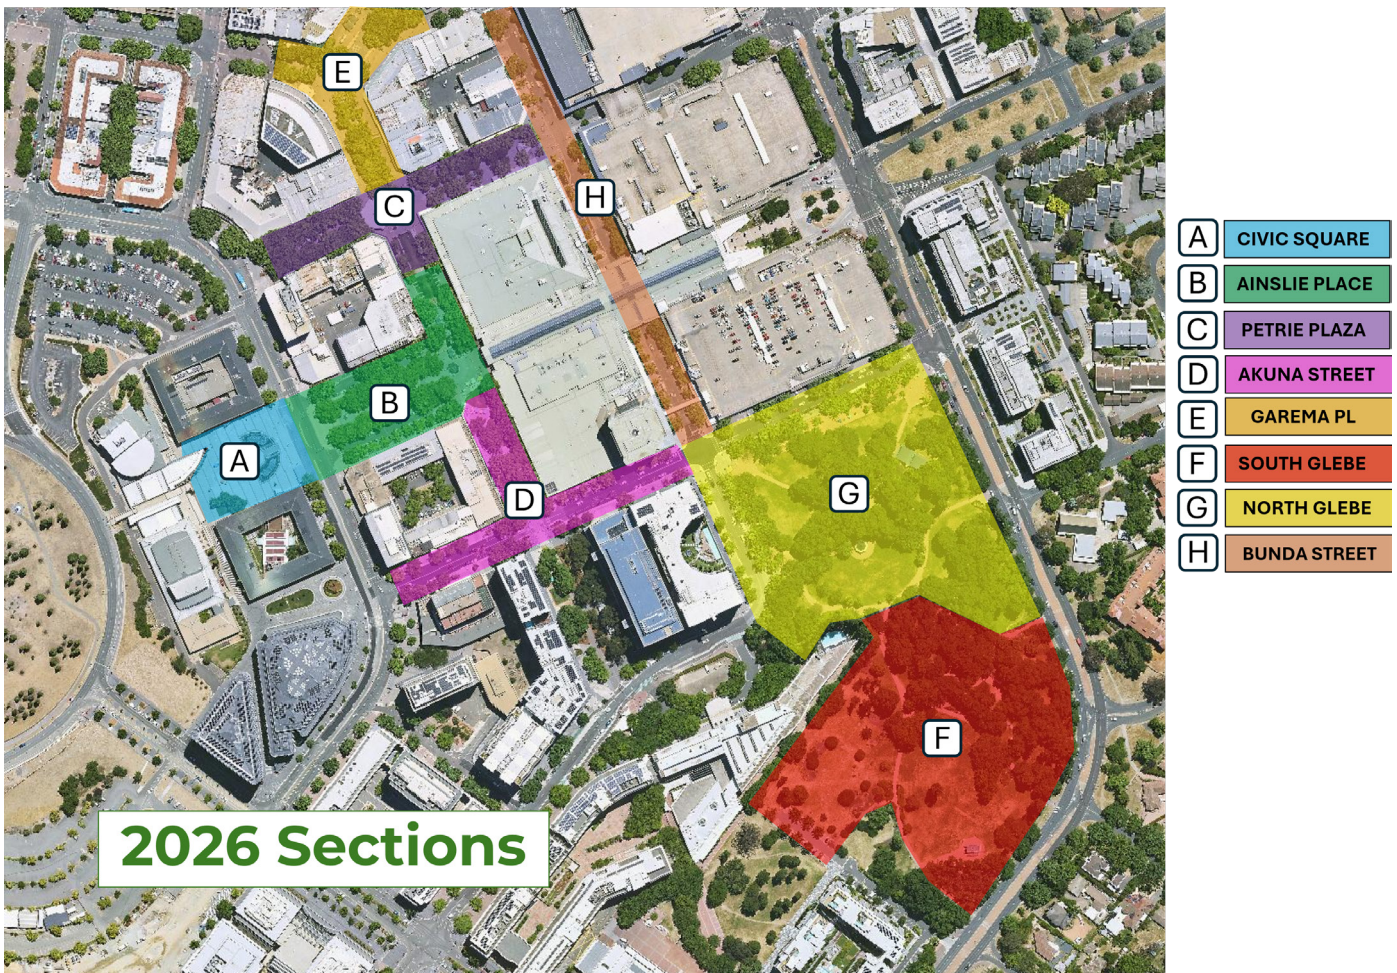 E
C
H
B
A
D
G
F
2026 Sections
A CIVIC SQUARE
B AINSLIE PLACE
C PETRIE PLAZA
D AKUNA STREET
E GAREMA PL
F SOUTH GLEBE
G NORTH GLEBE
H BUNDA STREET